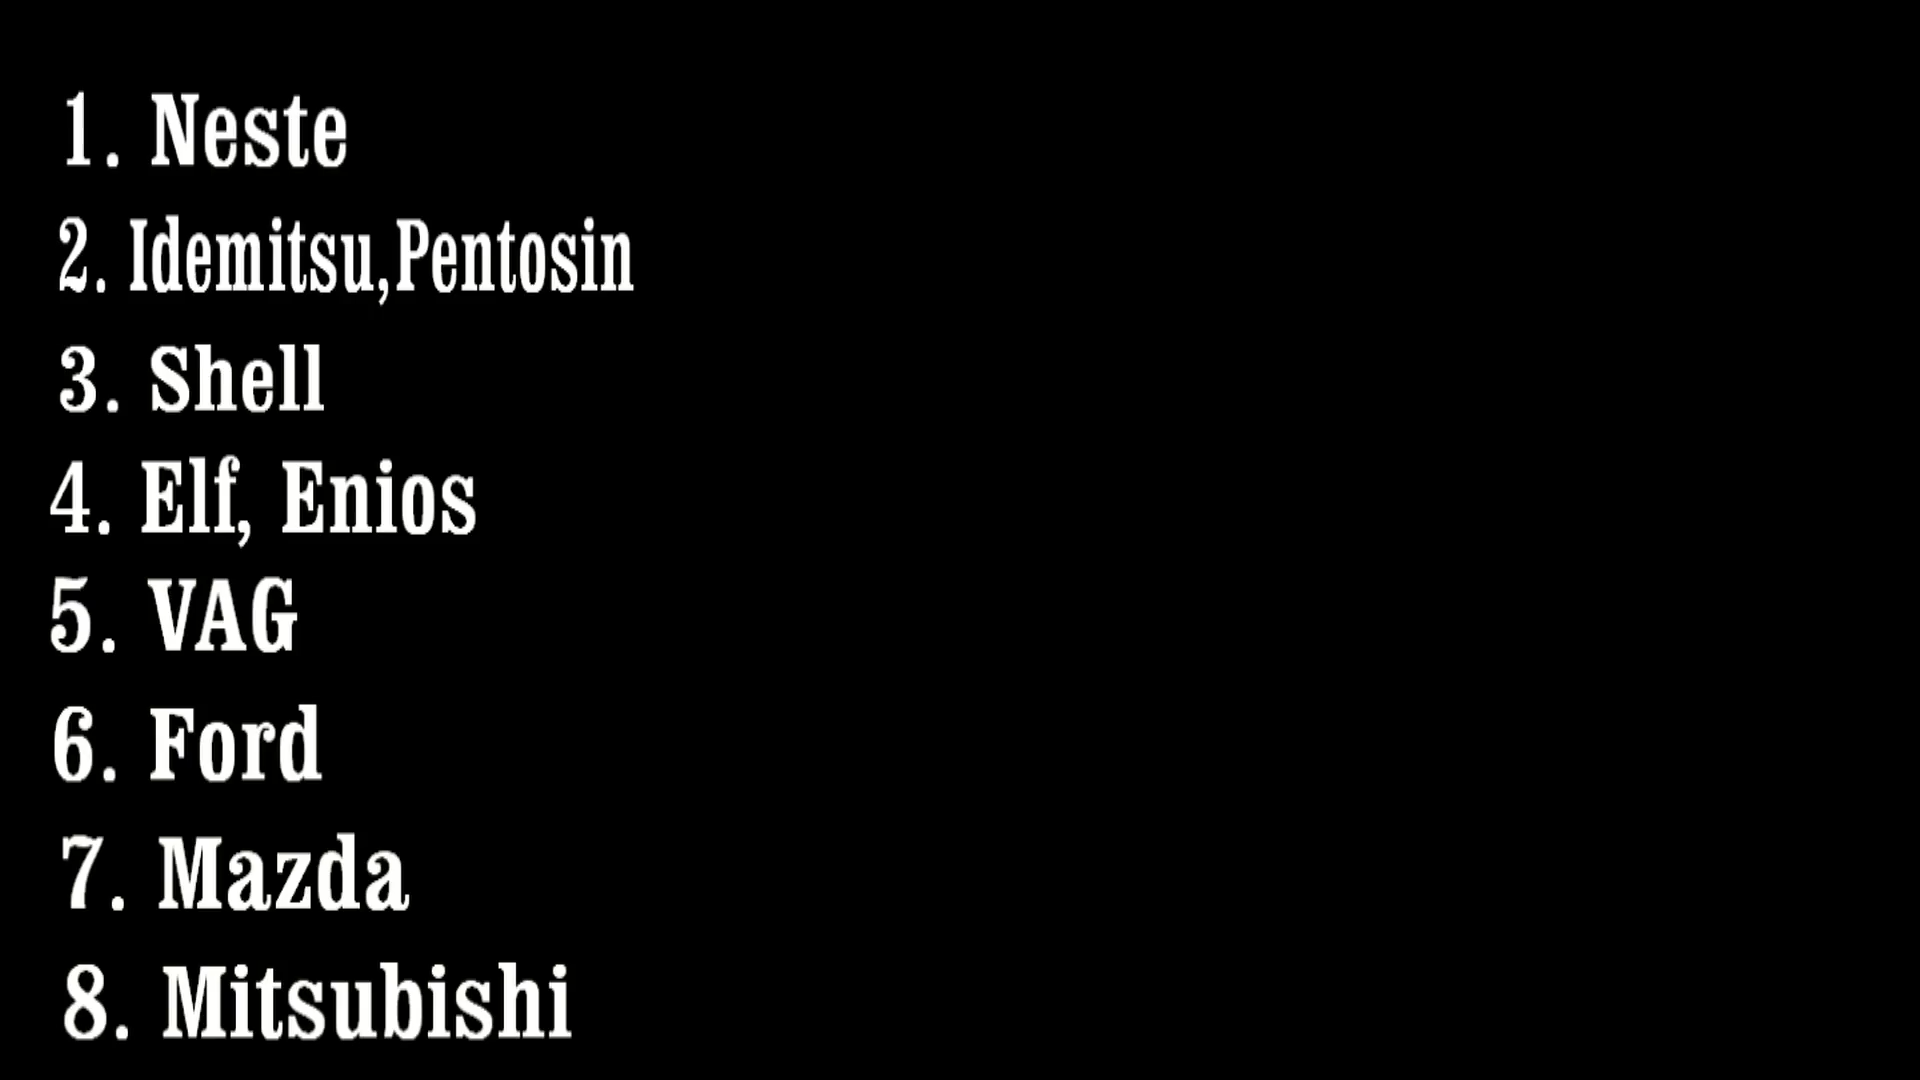 1. Neste
2. Idemitsu,Pentosin
3. Shell
4. Elf, Enios
5. VAG
6. Ford
7. Mazda
8. Mitsubishi